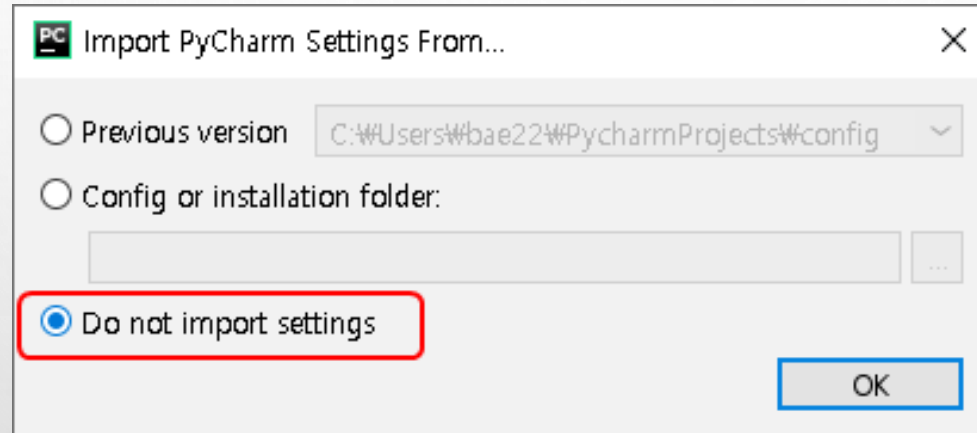 PC Import PyCharm Settings From...
Previous version C:₩Users₩bae22₩PycharmProjects₩config
Config or installation folder:
...
Do not import settings
OK